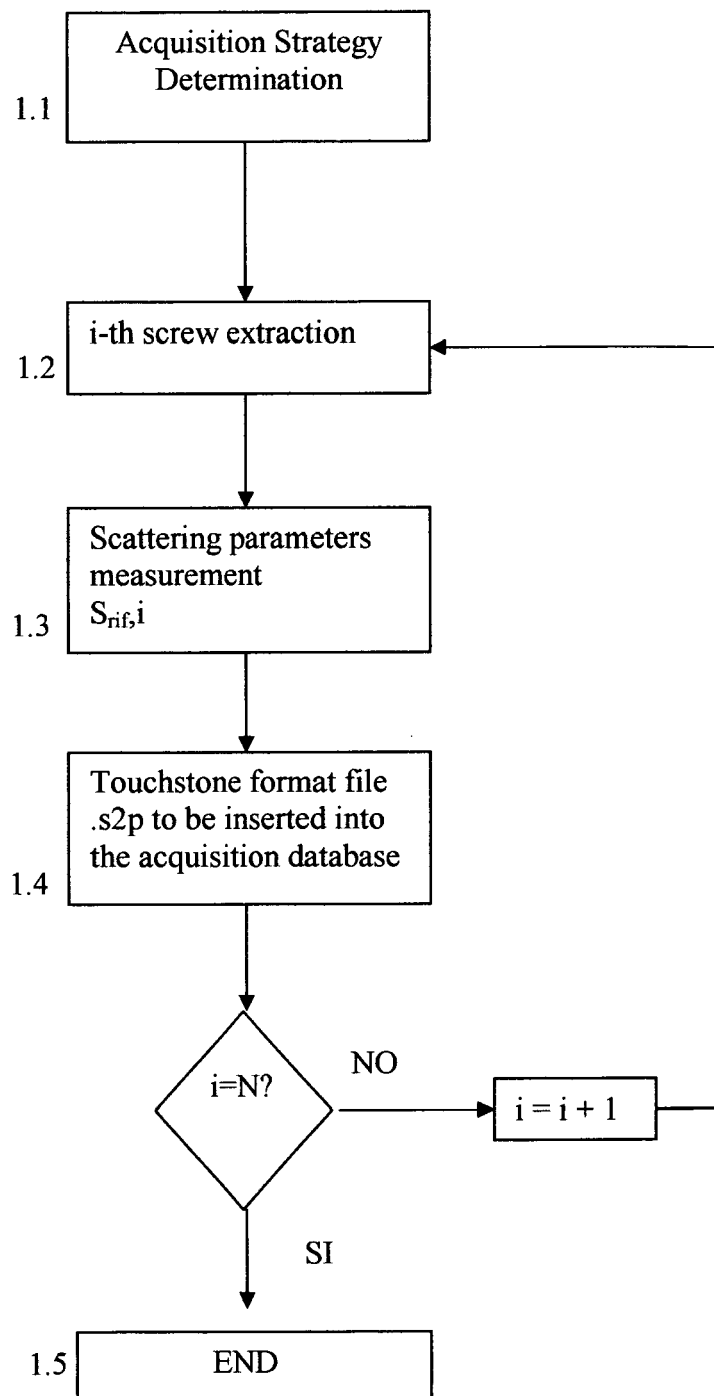 Acquisition Strategy
Determination
1.1
i-th screw extraction
1.2
Scattering parameters
measurement
S_rif,i
1.3
Touchstone format file
.s2p to be inserted into
the acquisition database
1.4
i=N?
NO
i = i + 1
SI
1.5
END